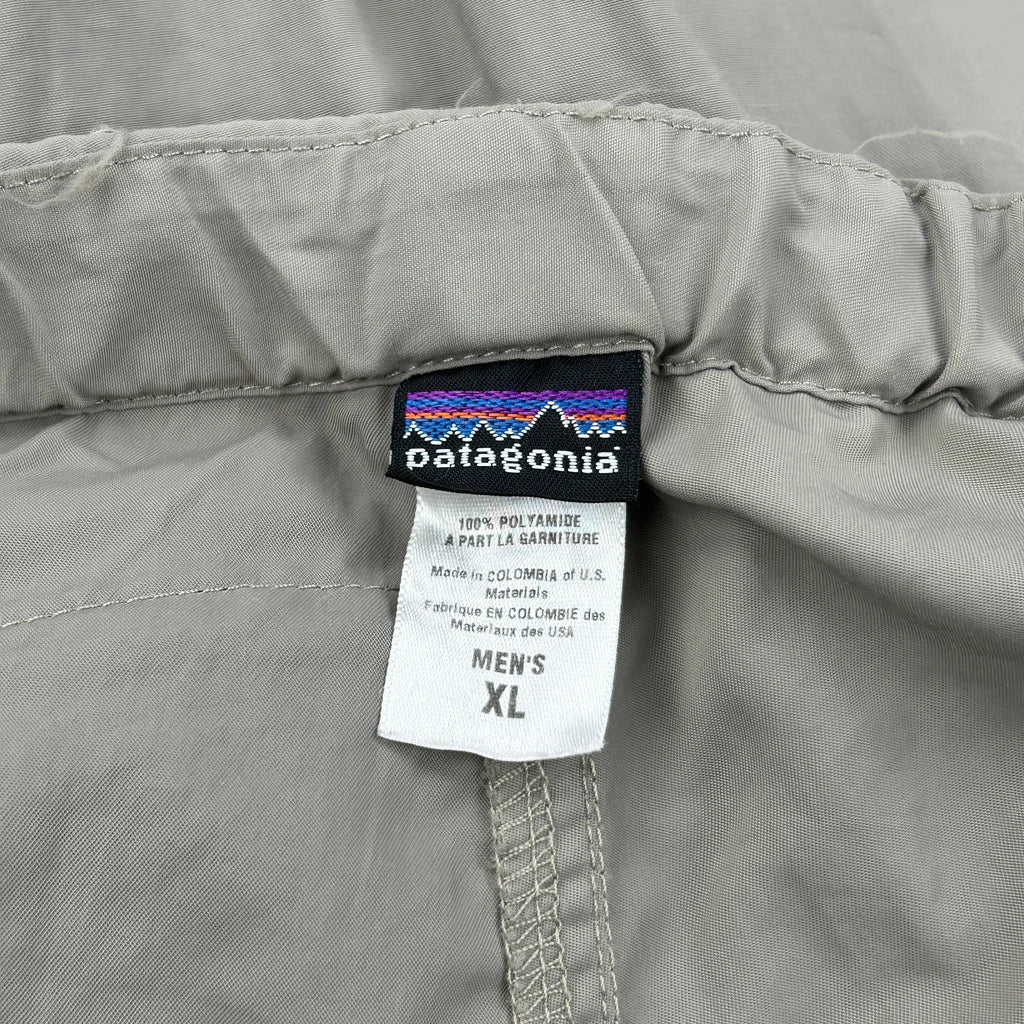 patagonia
100% POLYAMIDE
A PART LA GARNITURE
Made in COLOMBIA of U.S.
Materials
Fabrique EN COLOMBIE des
Materiaux des USA
MEN'S
XL